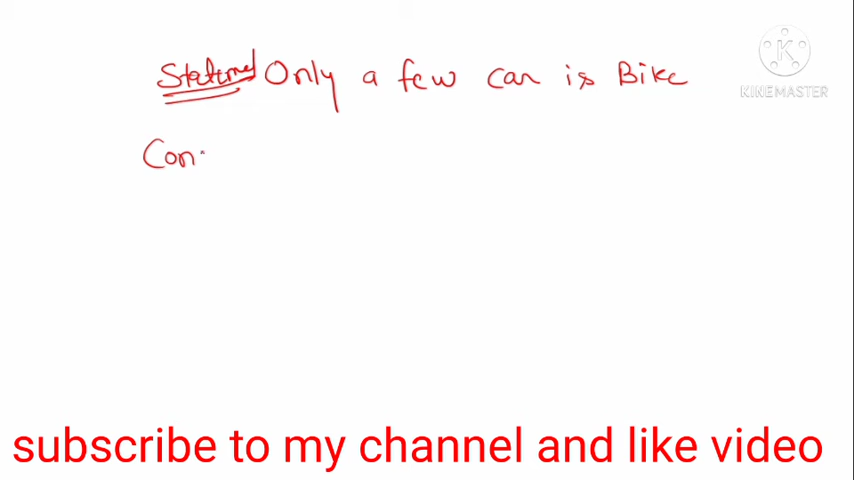 Statement Only a few car is Bike
KINEMASTER
Con
subscribe to my channel and like video